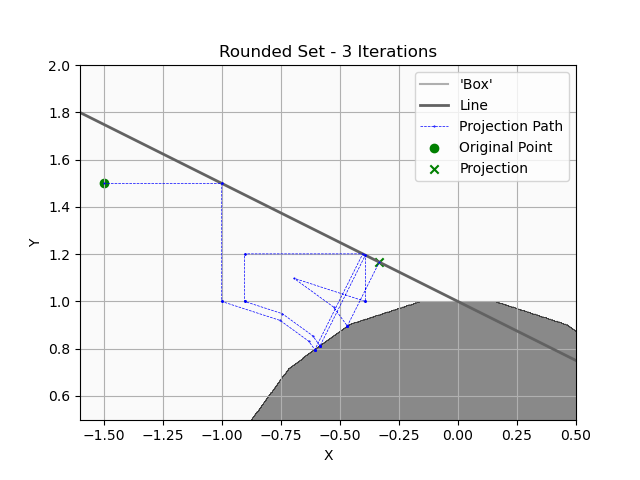 Rounded Set - 3 Iterations
'Box'
Line
Projection Path
Original Point
Projection
Y
2.0
1.8
1.6
1.4
1.2
1.0
0.8
0.6
−1.50 −1.25 −1.00 −0.75 −0.50 −0.25 0.00 0.25 0.50
X